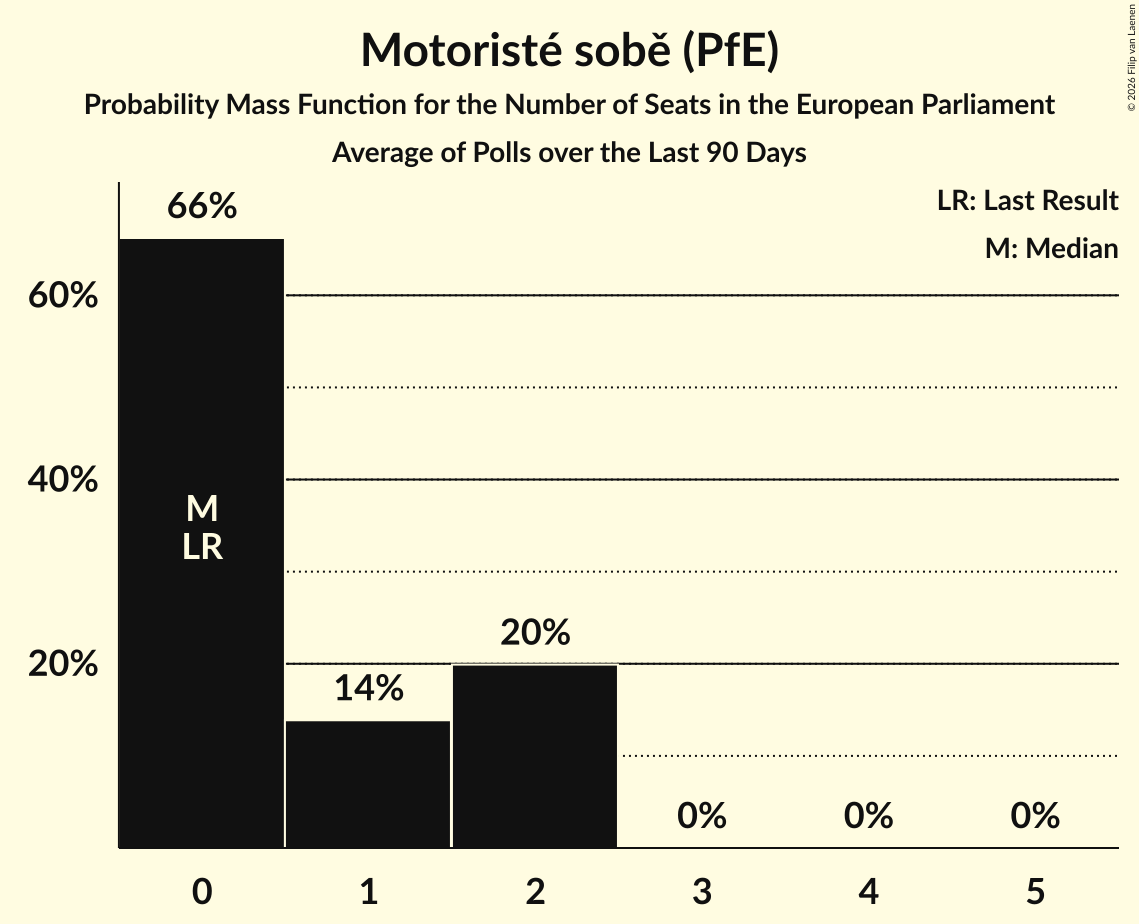 Motoristé sobě (PfE)
Probability Mass Function for the Number of Seats in the European Parliament
Average of Polls over the Last 90 Days
© 2026 Filip van Laenen
LR: Last Result
M: Median
66%
60%
40%
M
LR
20%
20%
14%
0%
0%
0%
0
1
2
3
4
5